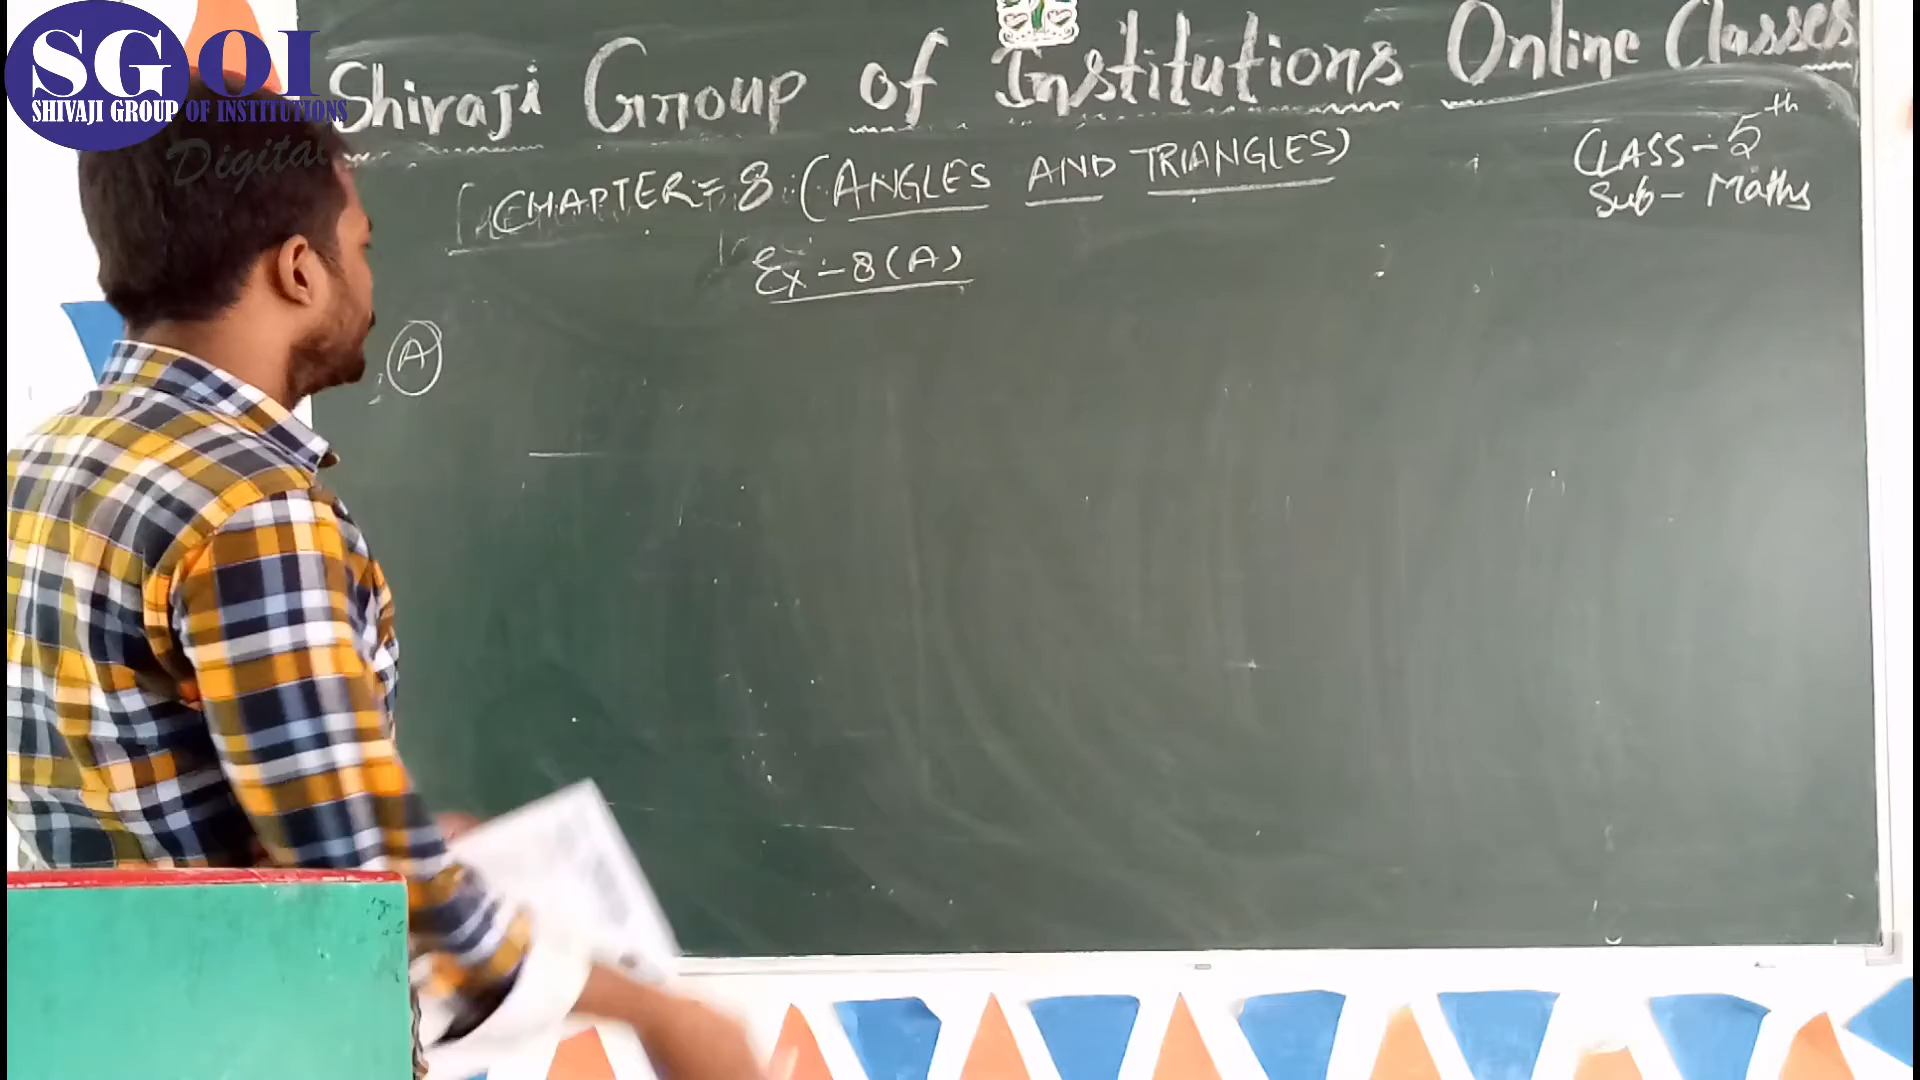 SGOI
SHIVAJI GROUP OF INSTITUTIONS
Digital
Shivaji Group of Institutions Online Classes
CHAPTER = 8 (ANGLES AND TRIANGLES)
CLASS - 5th
Sub - Maths
Ex - 8(A)
A